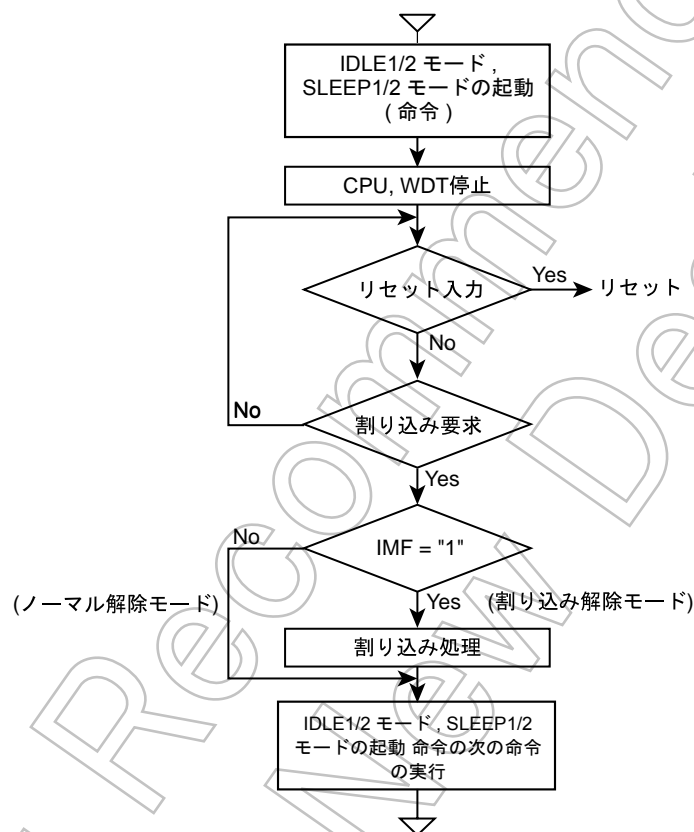 IDLE1/2 モード ,
SLEEP1/2 モードの起動
( 命令 )
CPU, WDT停止
リセット入力
Yes
リセット
No
No
割り込み要求
Yes
No
IMF = "1"
(ノーマル解除モード)
Yes
(割り込み解除モード)
割り込み処理
IDLE1/2 モード , SLEEP1/2
モードの起動 命令の次の命令
の実行